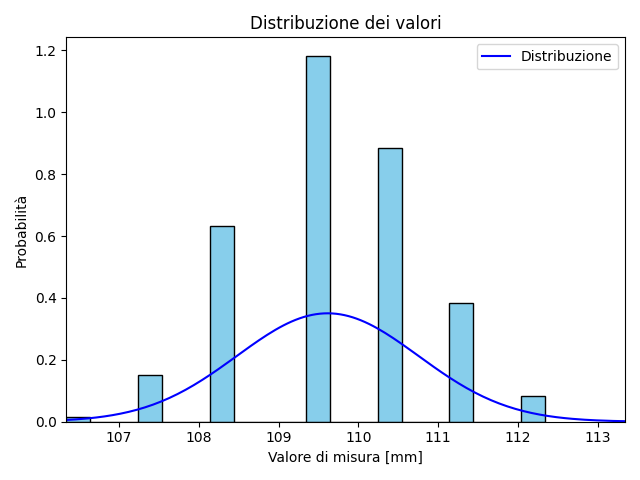 Distribuzione dei valori
Distribuzione
1.2
1.0
0.8
0.6
0.4
0.2
0.0
Probabilità
107 108 109 110 111 112 113
Valore di misura [mm]